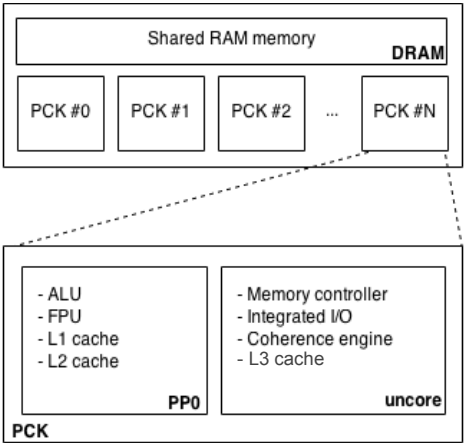 Shared RAM memory
DRAM
PCK #0
PCK #1
PCK #2
...
PCK #N
- ALU
- FPU
- L1 cache
- L2 cache
PP0
- Memory controller
- Integrated I/O
- Coherence engine
- L3 cache
uncore
PCK